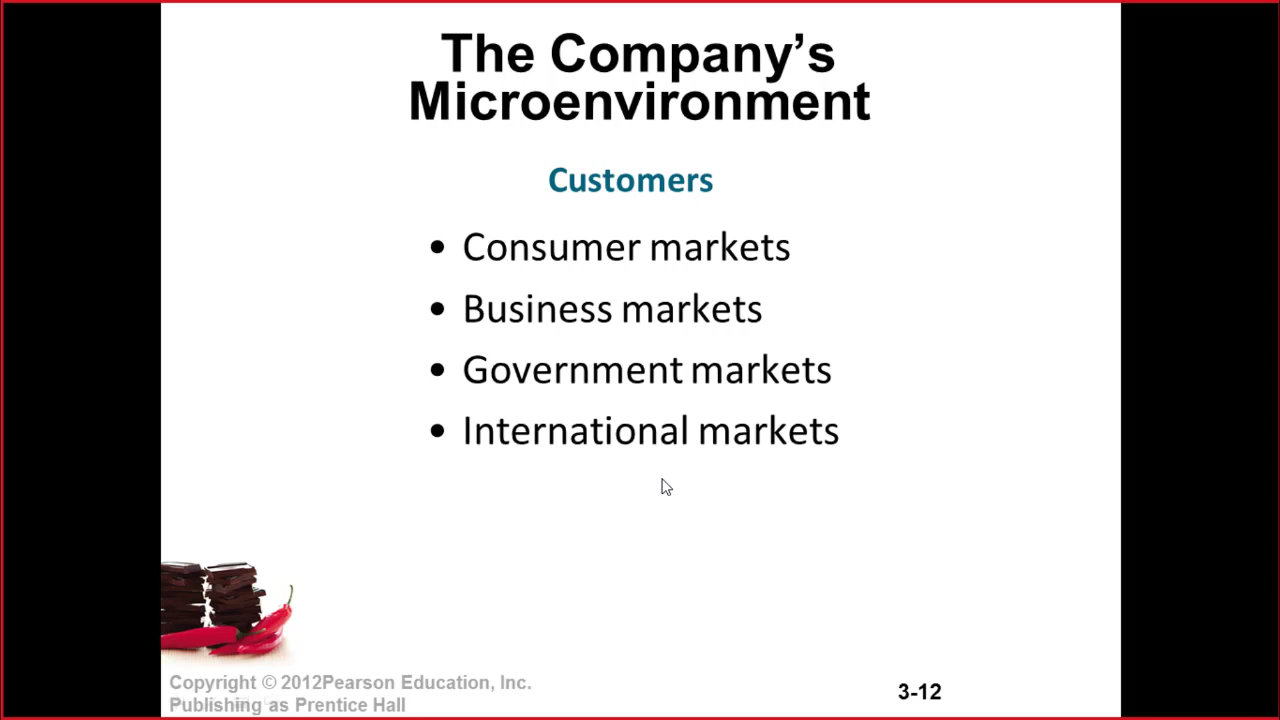 The Company's
Microenvironment
Customers
• Consumer markets
• Business markets
• Government markets
• International markets
Copyright © 2012Pearson Education, Inc.
Publishing as Prentice Hall
3-12